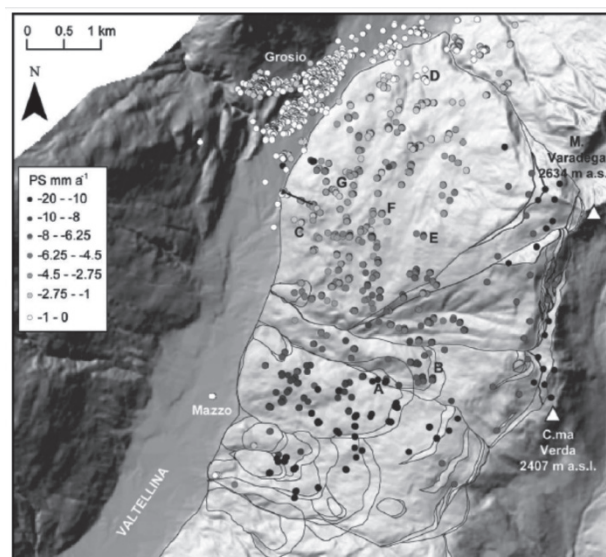 0 0.5 1 km
Grosio
N
D
M.
Varadega
2634 m a.s.l.
PS mm a-1
-20 - -10
-10 - -8
-8 - -6.25
-6.25 - -4.5
-4.5 - -2.75
-2.75 - -1
-1 - 0
G
F
C
E
B
A
Mazzo
C.ma
Verda
2407 m a.s.l.
VALTELLINA